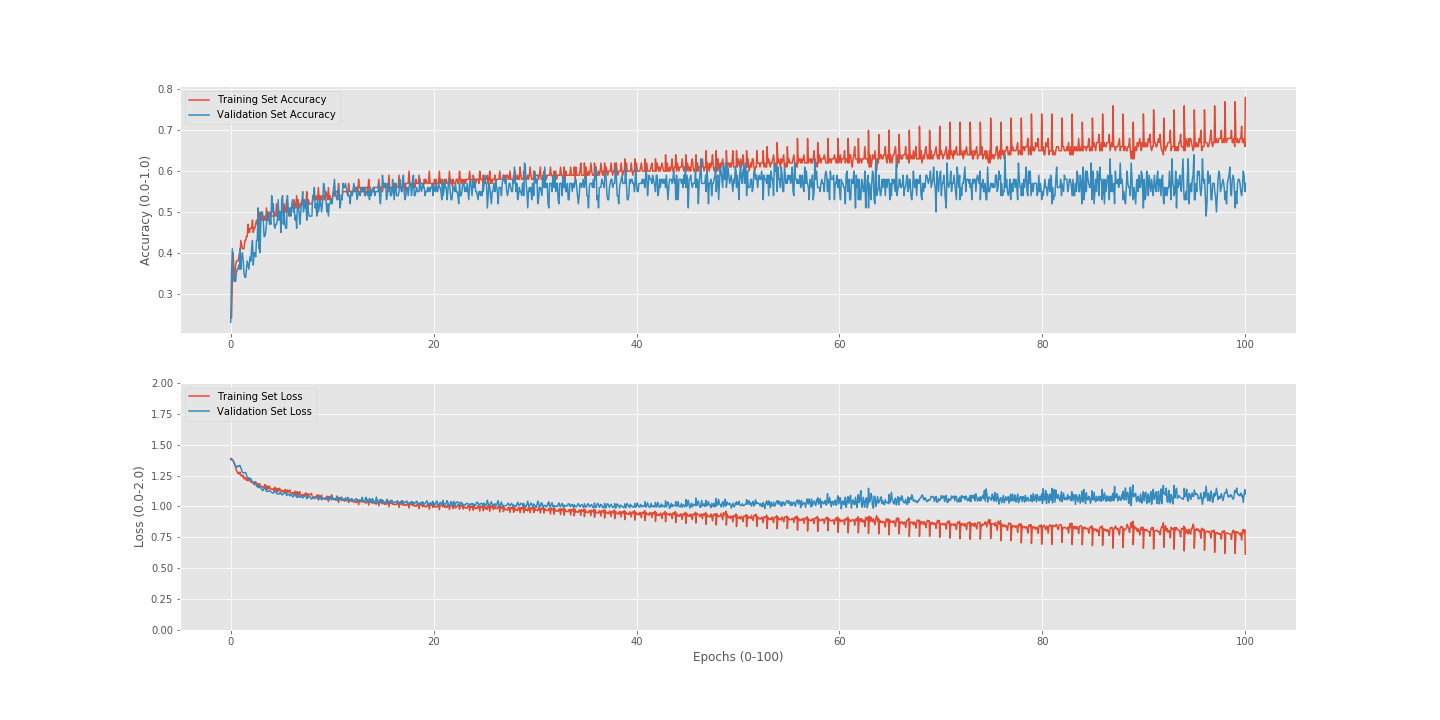 0.8
0.7
0.6
0.5
0.4
0.3
Accuracy (0.0-1.0)
Training Set Accuracy
Validation Set Accuracy
0 20 40 60 80 100
2.00
1.75
1.50
1.25
1.00
0.75
0.50
0.25
0.00
Loss (0.0-2.0)
Training Set Loss
Validation Set Loss
0 20 40 60 80 100
Epochs (0-100)